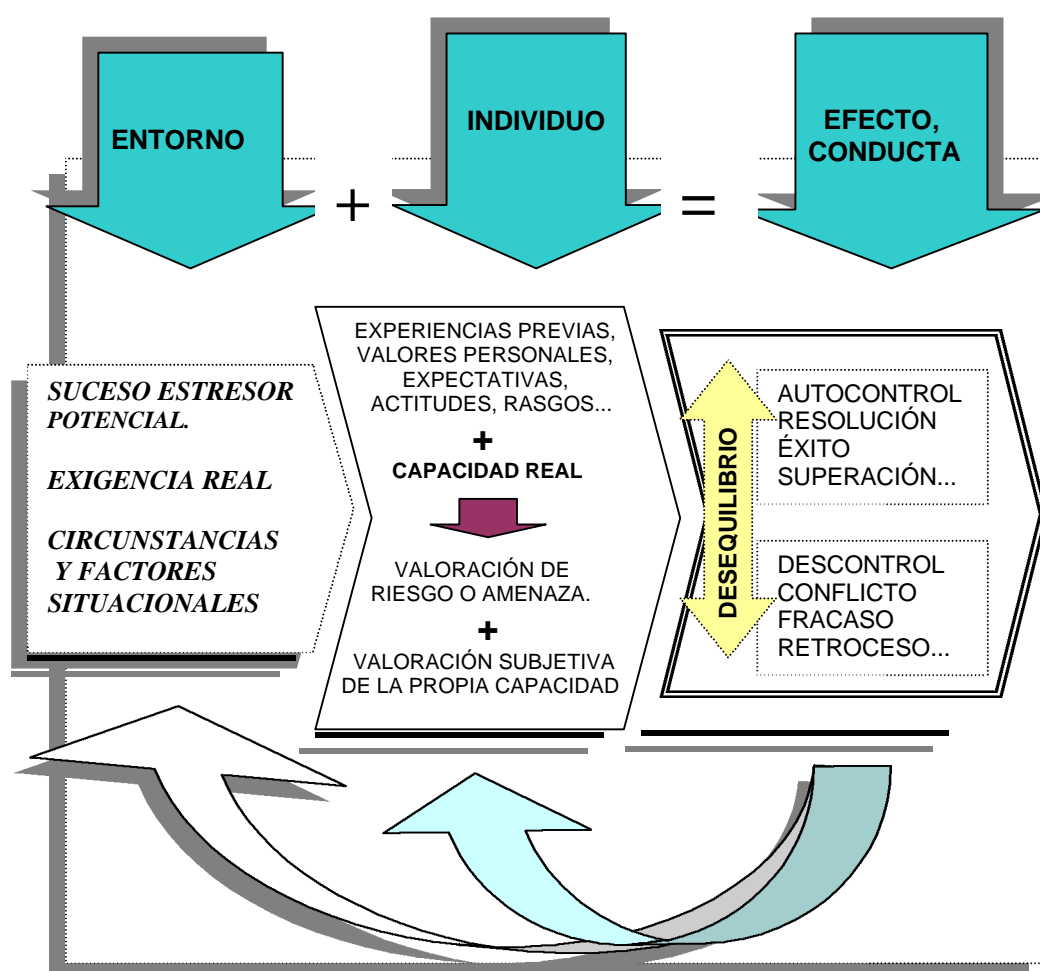 ENTORNO
+
INDIVIDUO
=
EFECTO,
CONDUCTA
SUCESO ESTRESOR
POTENCIAL.
EXIGENCIA REAL
CIRCUNSTANCIAS
Y FACTORES
SITUACIONALES
EXPERIENCIAS PREVIAS,
VALORES PERSONALES,
EXPECTATIVAS,
ACTITUDES, RASGOS...
+
CAPACIDAD REAL
VALORACIÓN DE
RIESGO O AMENAZA.
+
VALORACIÓN SUBJETIVA
DE LA PROPIA CAPACIDAD
DESEQUILIBRIO
AUTOCONTROL
RESOLUCIÓN
ÉXITO
SUPERACIÓN...
DESCONTROL
CONFLICTO
FRACASO
RETROCESO...